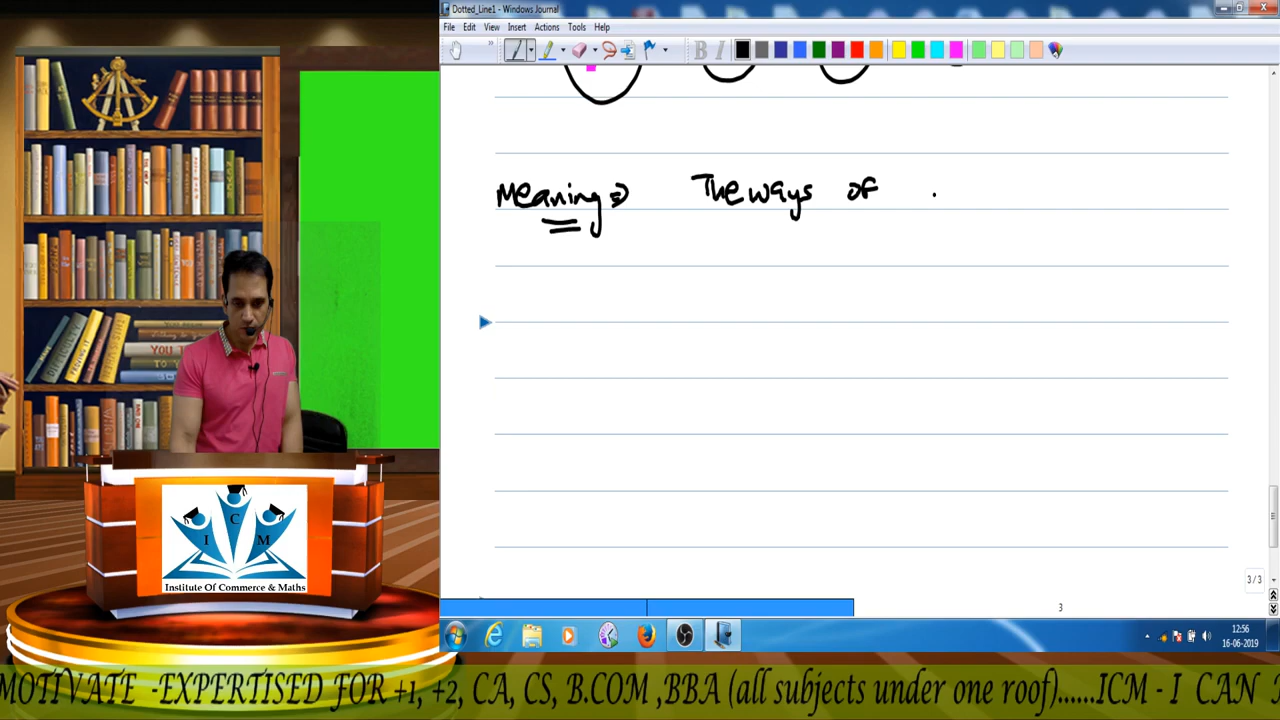 Dotted_Line1 - Windows Journal
File Edit View Insert Actions Tools Help
B I
Meaning ⇒ The ways of
3/3
3
I C M
Institute Of Commerce & Maths
12:56
16-06-2019
MOTIVATE -EXPERTISED FOR +1, +2, CA, CS, B.COM ,BBA (all subjects under one roof)......ICM - I CAN